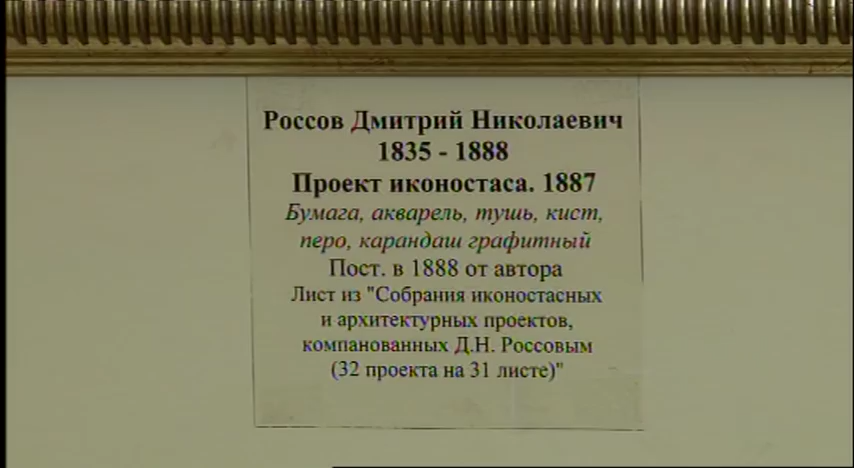 Россов Дмитрий Николаевич
1835 - 1888
Проект иконостаса. 1887
Бумага, акварель, тушь, кист,
перо, карандаш графитный
Пост. в 1888 от автора
Лист из "Собрания иконостасных
и архитектурных проектов,
компанованных Д.Н. Россовым
(32 проекта на 31 листе)"